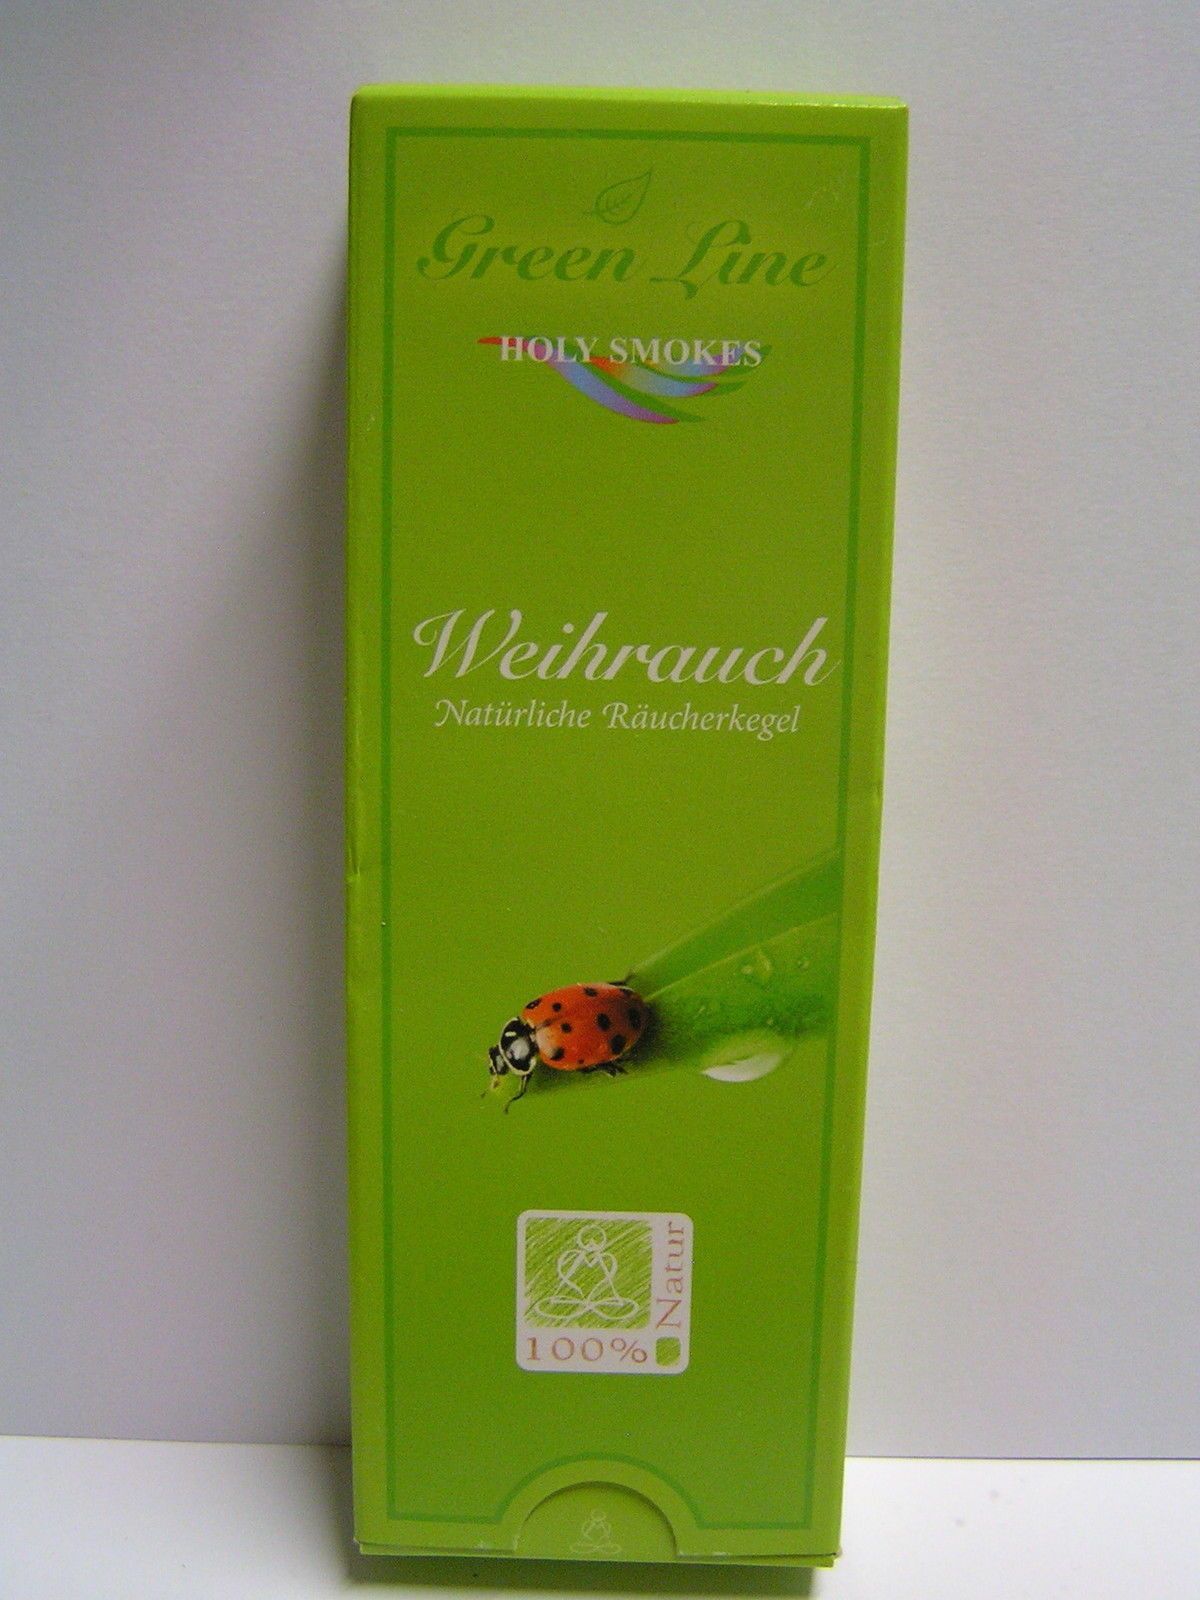 Green Line
HOLY SMOKES
Weihrauch
Natürliche Räucherkegel
100% Natur